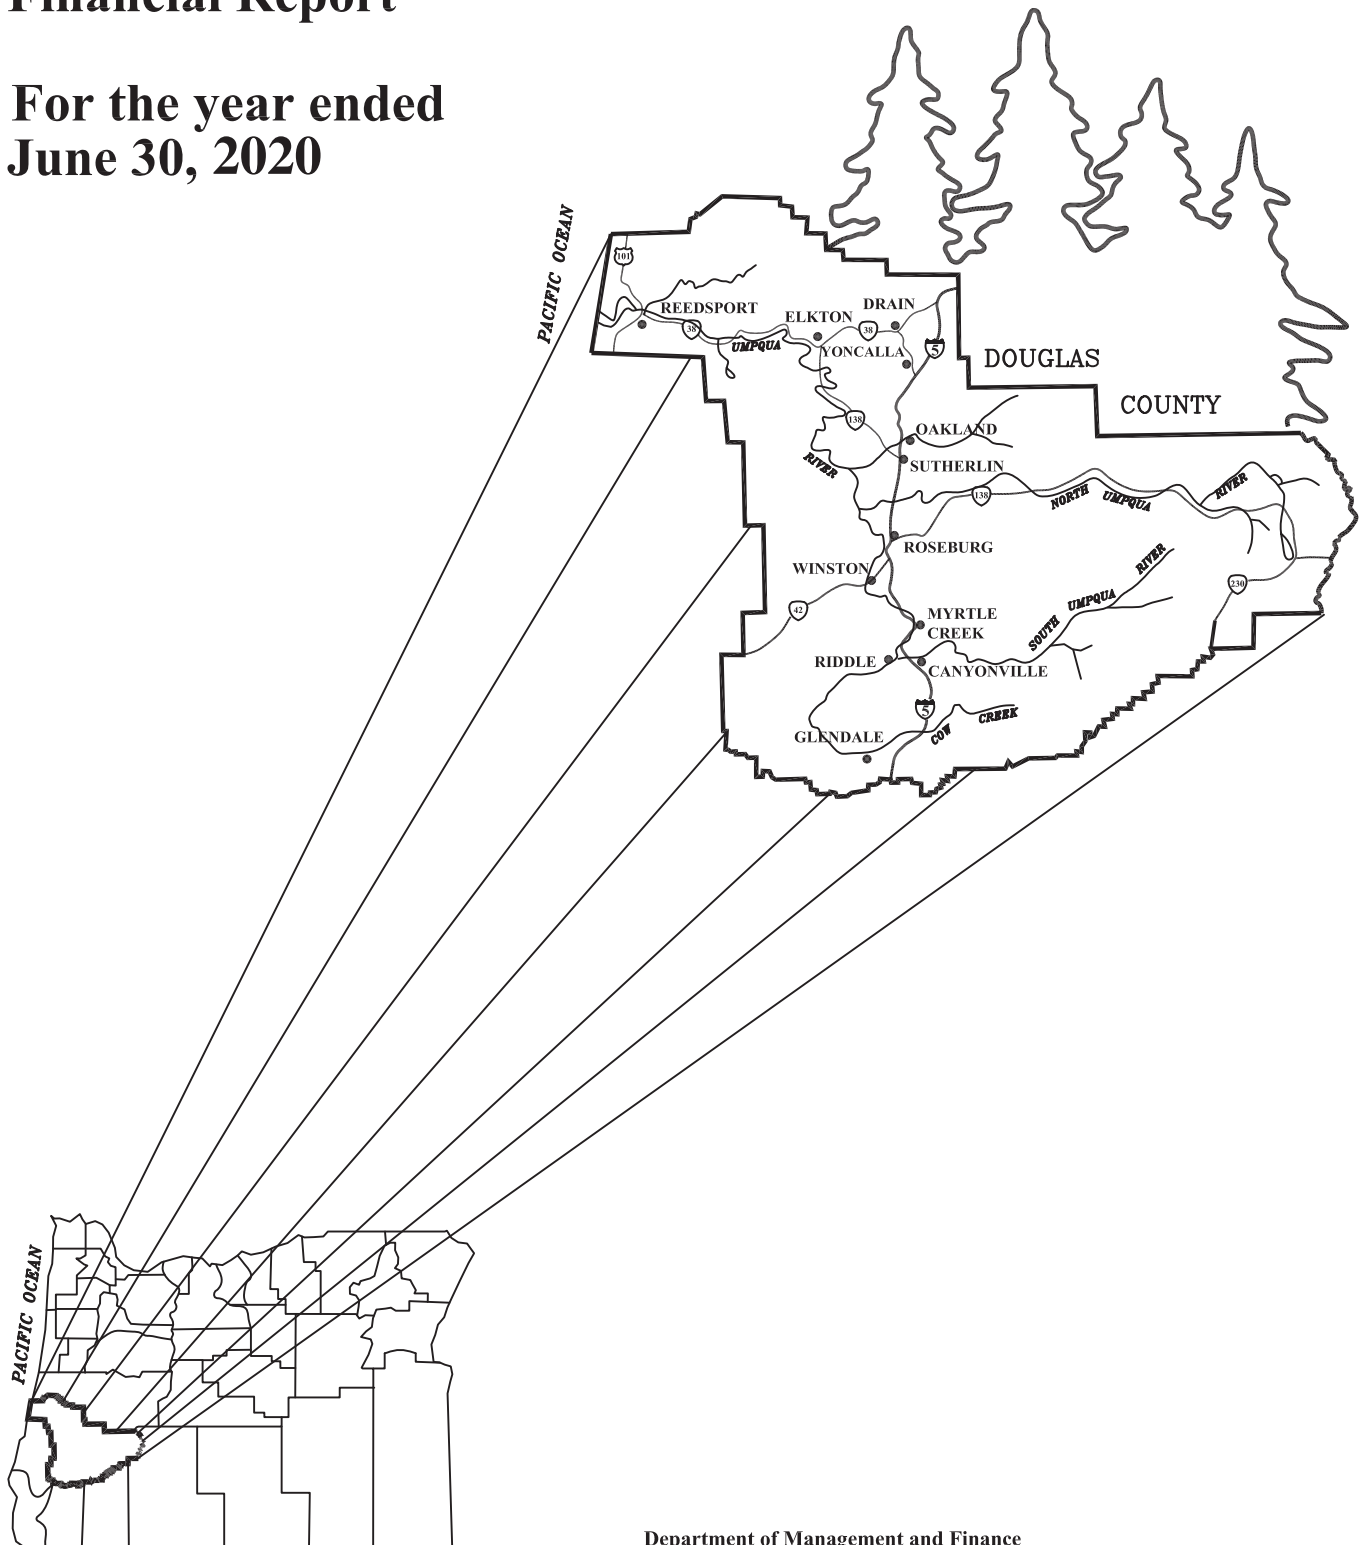 Financial Report
For the year ended
June 30, 2020
PACIFIC OCEAN
101
REEDSPORT
38
UMPQUA
ELKTON
38
DRAIN
YONCALLA
5
DOUGLAS
COUNTY
138
OAKLAND
RIVER
SUTHERLIN
138
NORTH
UMPQUA
RIVER
ROSEBURG
WINSTON
42
230
MYRTLE
CREEK
SOUTH
UMPQUA
RIVER
RIDDLE
CANYONVILLE
5
GLENDALE
COW
CREEK
PACIFIC OCEAN
Department of Management and Finance